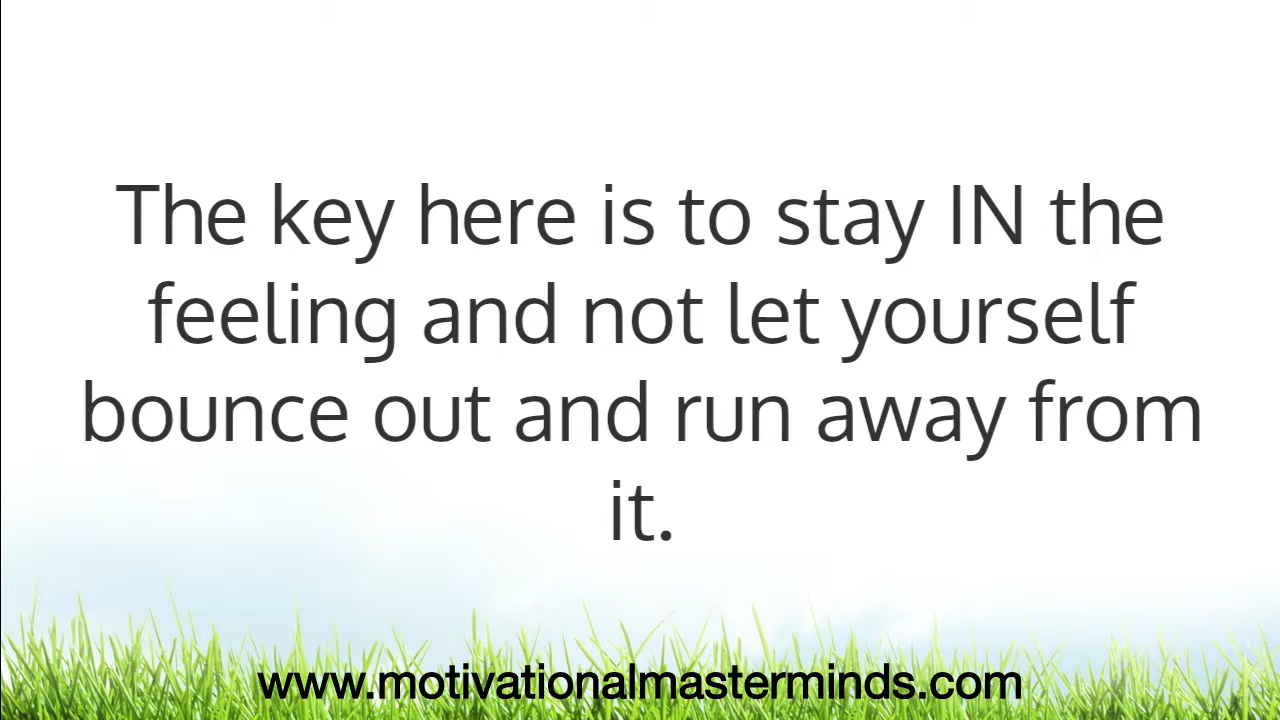 The key here is to stay IN the
feeling and not let yourself
bounce out and run away from
it.
www.motivationalmasterminds.com